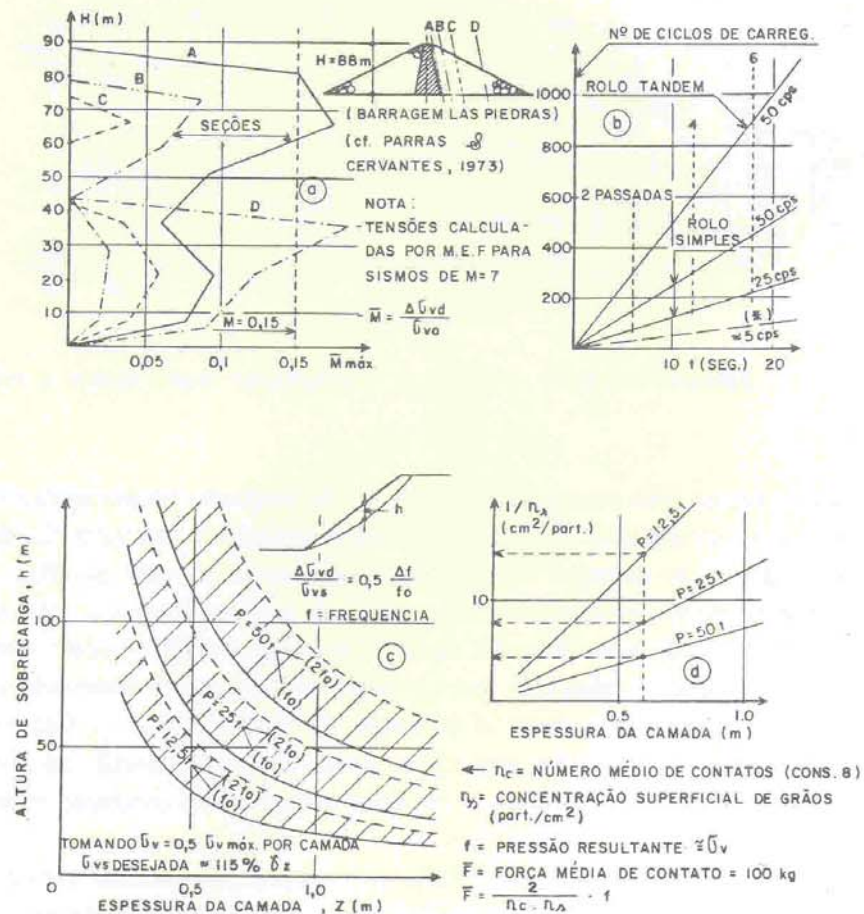 H (m)
90
80
70
60
50
40
30
20
10
A
B
C
D
SEÇÕES
a
M = 0,15
0,05
0,1
0,15
M̅ máx.
A B C D
H = 88m
(BARRAGEM LAS PIEDRAS)
(cf. PARRAS &
CERVANTES, 1973)
NOTA:
TENSÕES CALCULA-
DAS POR M.E.F PARA
SISMOS DE M=7
M̅ = Δσvd / σvo
Nº DE CICLOS DE CARREG.
6
ROLO TANDEM
1000
800
600
400
200
b
4
50 cps
2 PASSADAS
ROLO
SIMPLES
50 cps
25 cps
(*)
≈5 cps
10
t (SEG.)
20
ALTURA DE SOBRECARGA, h (m)
100
50
0
h
Δσvd / σvs = 0,5 Δf / fo
f = FREQUENCIA
c
P=50t
(2fo)
(fo)
P=25t
(2fo)
(fo)
P=12,5t
(2fo)
(fo)
TOMANDO σv = 0,5 σv máx. POR CAMADA
σvs DESEJADA ≈ 115% γz
0,5
1,0
ESPESSURA DA CAMADA, Z (m)
1/ns
(cm²/part.)
P=12,5t
P=25t
P=50t
10
d
0.5
1.0
ESPESSURA DA CAMADA (m)
← nc = NÚMERO MÉDIO DE CONTATOS (CONS. 8)
ns = CONCENTRAÇÃO SUPERFICIAL DE GRÃOS
(part./cm²)
f = PRESSÃO RESULTANTE ≅ σv
F̅ = FORÇA MÉDIA DE CONTATO = 100 kg
F̅ = 2 / nc . ns . f